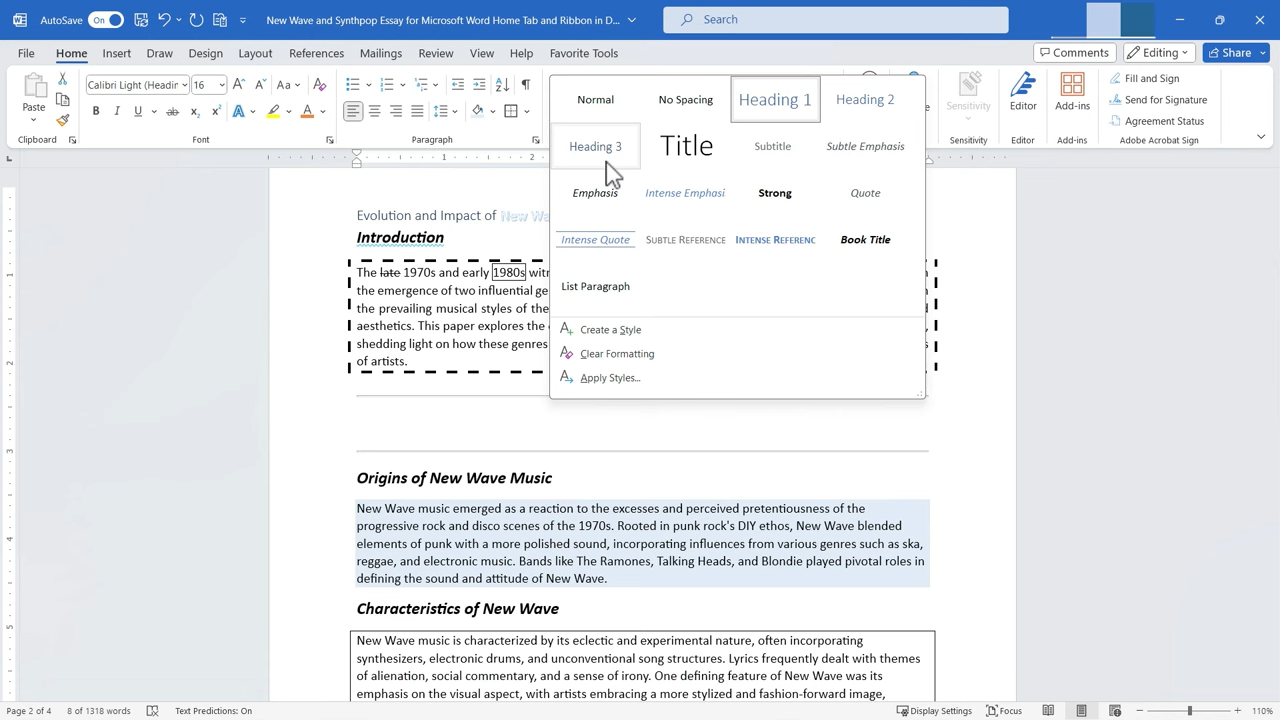 AutoSave On New Wave and Synthpop Essay for Microsoft Word Home Tab and Ribbon in D... Search
File Home Insert Draw Design Layout References Mailings Review View Help Favorite Tools Comments Editing Share
Paste
Calibri Light (Headin 16
Clipboard Font Paragraph
Sensitivity Editor Add-ins
Fill and Sign
Send for Signature
Agreement Status
Sensitivity Editor Add-ins Adobe Acrobat Sign
Normal No Spacing Heading 1 Heading 2
Heading 3 Title Subtitle Subtle Emphasis
Emphasis Intense Emphasi Strong Quote
Intense Quote Subtle Reference Intense Referenc Book Title
List Paragraph
Create a Style
Clear Formatting
Apply Styles...
Evolution and Impact of New Wa
Introduction
The late 1970s and early 1980s wit
the emergence of two influential ge
the prevailing musical styles of the
aesthetics. This paper explores the
shedding light on how these genres
of artists.
Origins of New Wave Music
New Wave music emerged as a reaction to the excesses and perceived pretentiousness of the
progressive rock and disco scenes of the 1970s. Rooted in punk rock's DIY ethos, New Wave blended
elements of punk with a more polished sound, incorporating influences from various genres such as ska,
reggae, and electronic music. Bands like The Ramones, Talking Heads, and Blondie played pivotal roles in
defining the sound and attitude of New Wave.
Characteristics of New Wave
New Wave music is characterized by its eclectic and experimental nature, often incorporating
synthesizers, electronic drums, and unconventional song structures. Lyrics frequently dealt with themes
of alienation, social commentary, and a sense of irony. One defining feature of New Wave was its
emphasis on the visual aspect, with artists embracing a more stylized and fashion-forward image,
Page 2 of 4 8 of 1318 words Text Predictions: On Display Settings Focus 110%